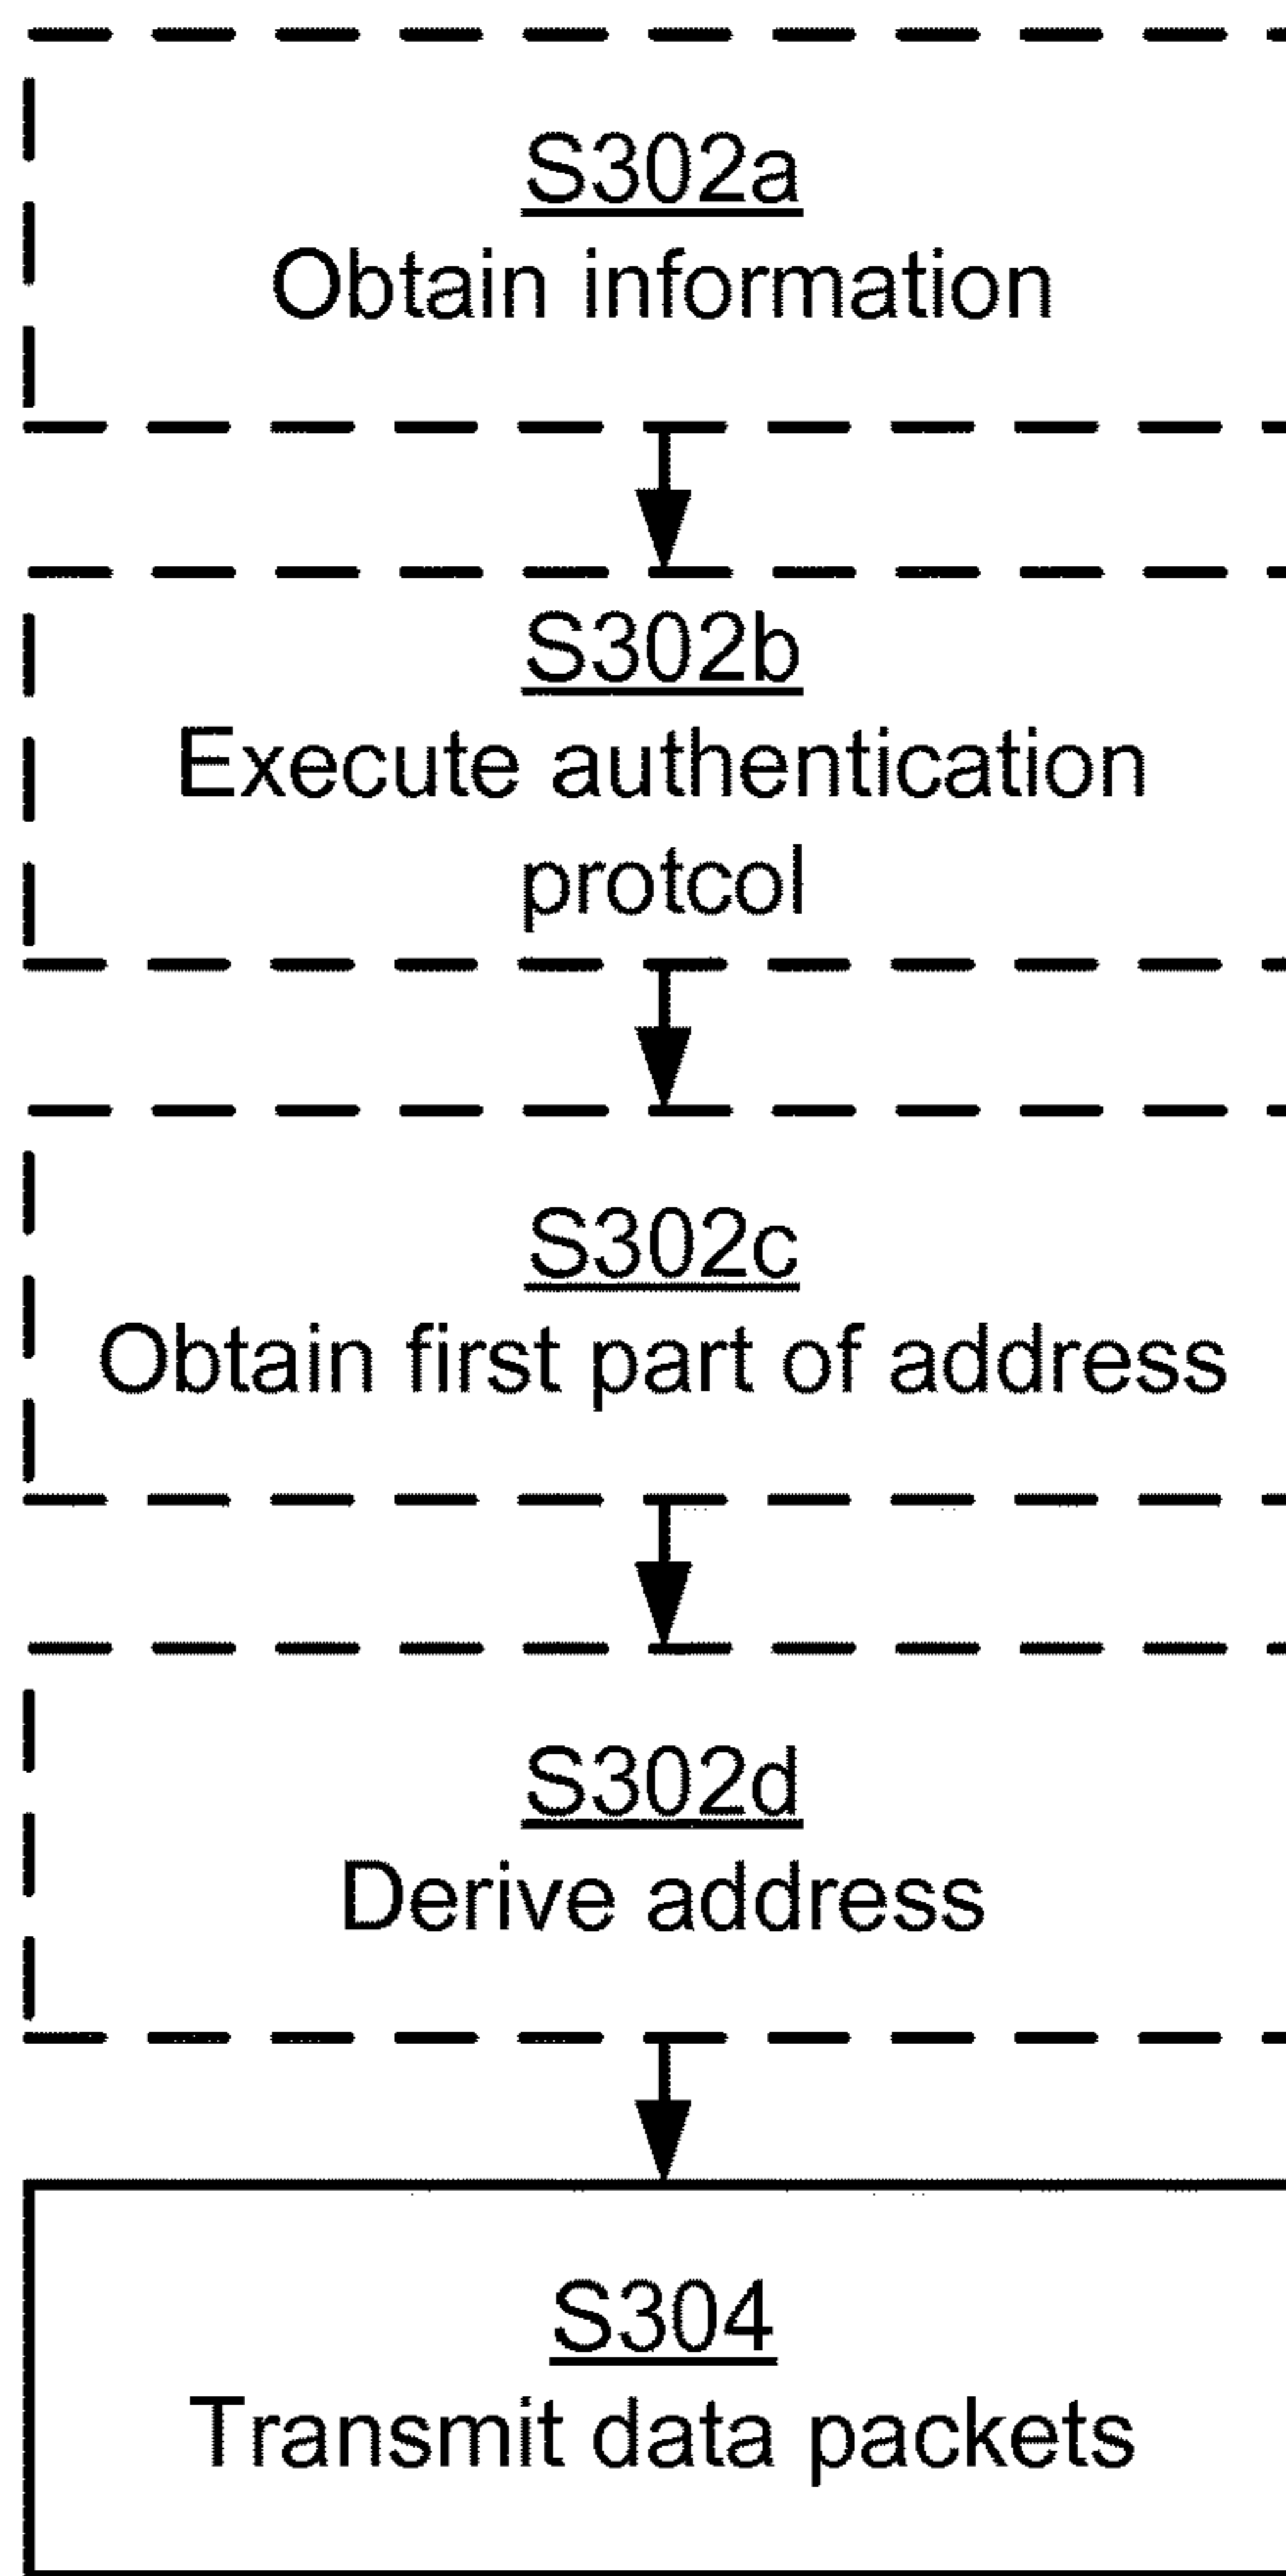 S302a
Obtain information
S302b
Execute authentication
protcol
S302c
Obtain first part of address
S302d
Derive address
S304
Transmit data packets